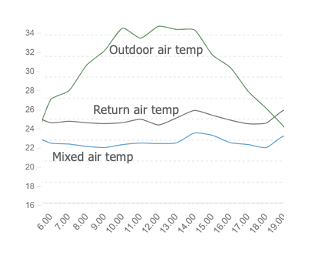 34
32
30
28
26
24
22
20
18
16
Outdoor air temp
Return air temp
Mixed air temp
6.00 7.00 8.00 9.00 10.00 11.00 12.00 13.00 14.00 15.00 16.00 17.00 18.00 19.00